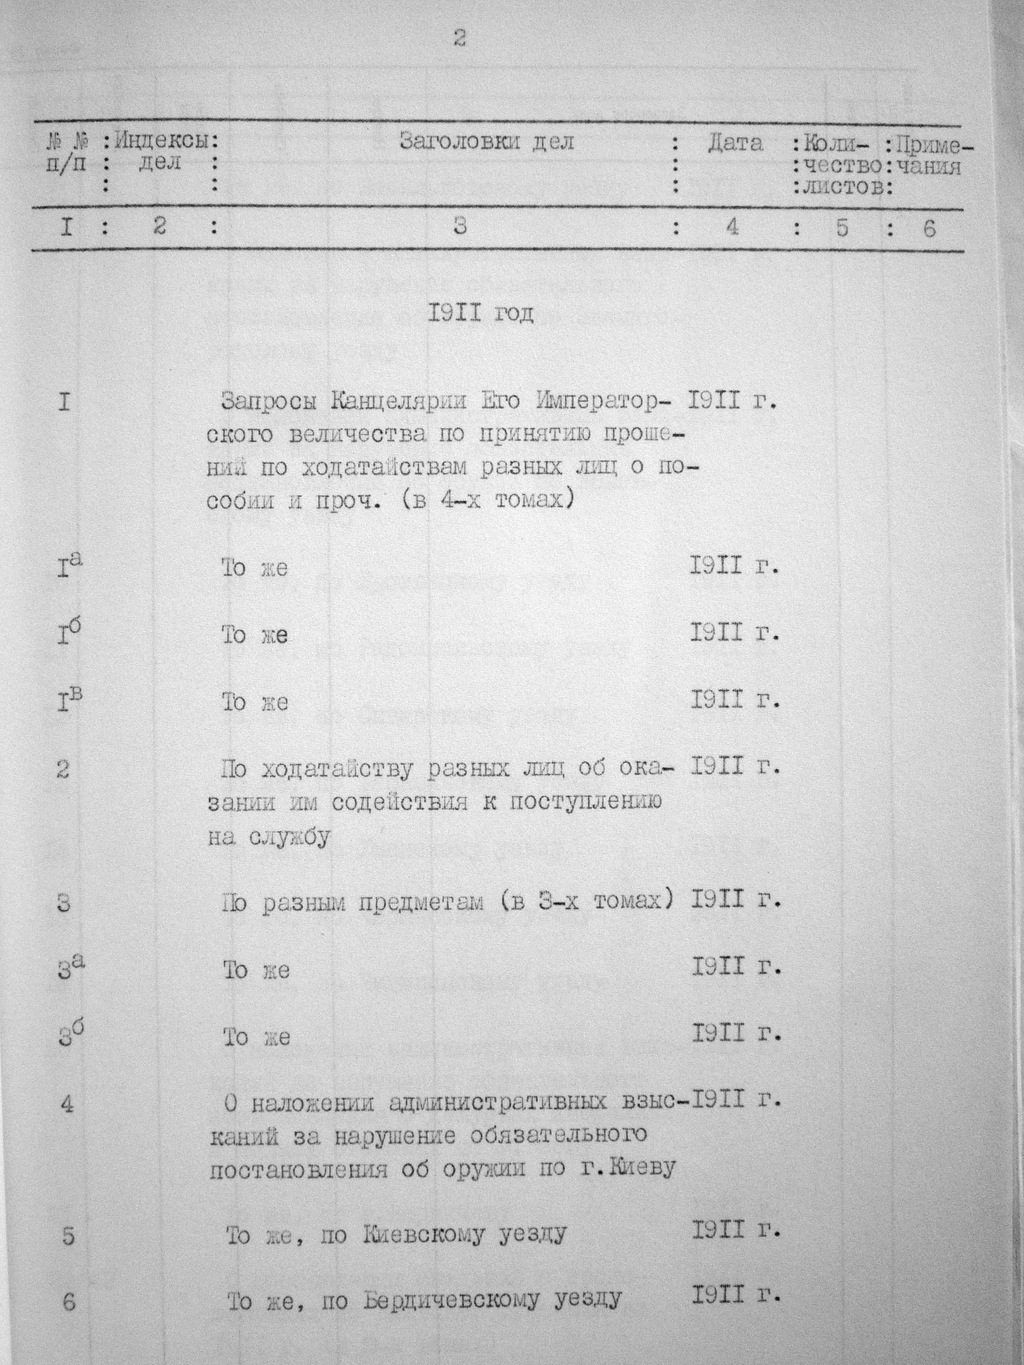 2
№ № :Индексы: Заголовки дел : Дата :Коли- :Приме-
п/п : дел : : :чество:чания
: : : :листов:
I : 2 : 3 : 4 : 5 : 6
I9II год
I Запросы Канцелярии Его Император- I9II г.
ского величества по принятию проше-
ний по ходатайствам разных лиц о по-
собии и проч. (в 4-х томах)
Iа То же I9II г.
Iб То же I9II г.
Iв То же I9II г.
2 По ходатайству разных лиц об ока- I9II г.
зании им содействия к поступлению
на службу
3 По разным предметам (в 3-х томах) I9II г.
3а То же I9II г.
3б То же I9II г.
4 О наложении административных взыс-I9II г.
каний за нарушение обязательного
постановления об оружии по г.Киеву
5 То же, по Киевскому уезду I9II г.
6 То же, по Бердичевскому уезду I9II г.